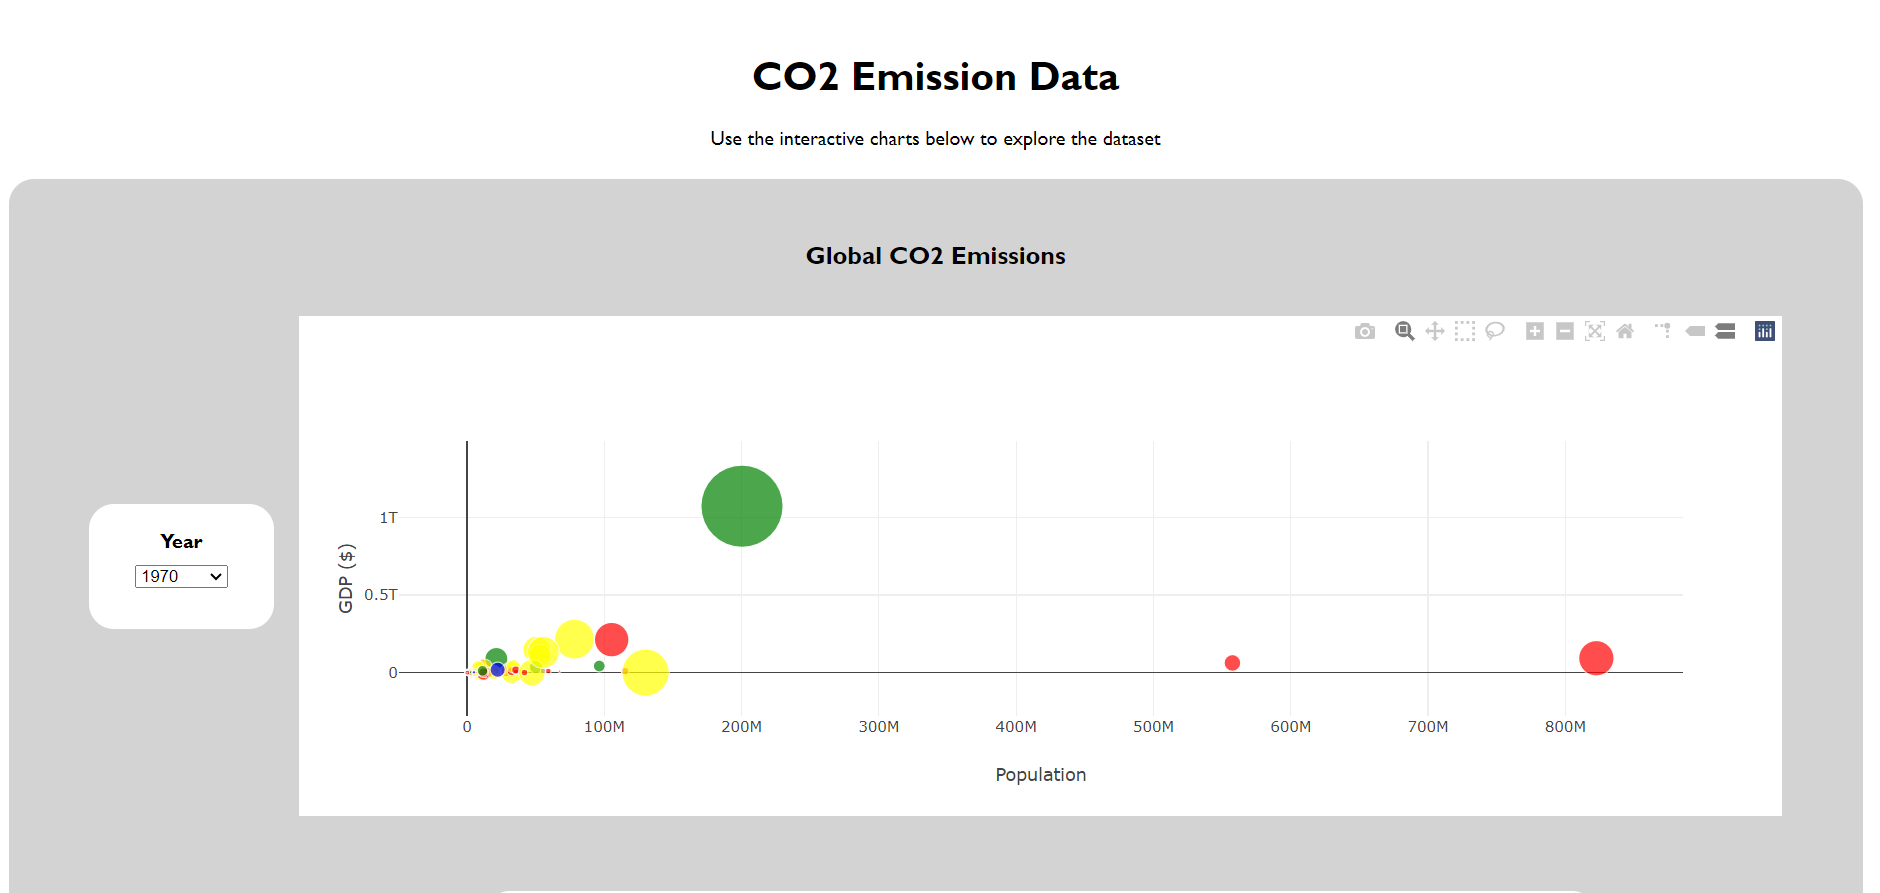 CO2 Emission Data
Use the interactive charts below to explore the dataset
Global CO2 Emissions
Year
1970
GDP ($)
1T
0.5T
0
0 100M 200M 300M 400M 500M 600M 700M 800M
Population